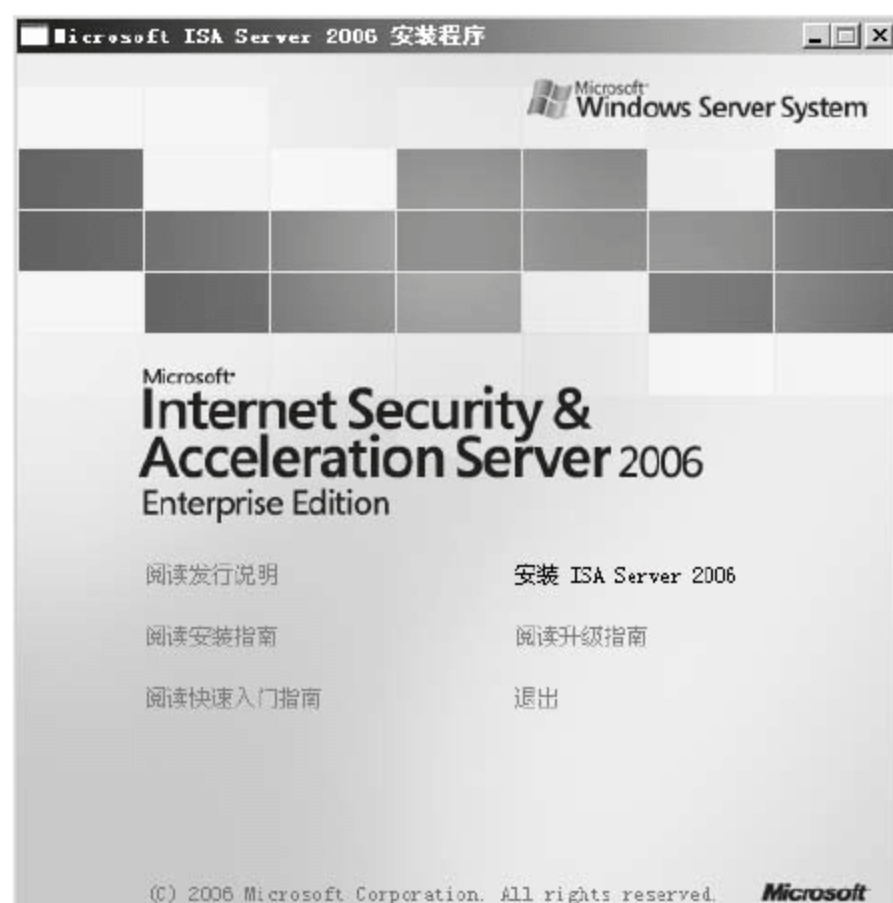 Microsoft ISA Server 2006 安装程序
Microsoft
Windows Server System
Microsoft
Internet Security &
Acceleration Server 2006
Enterprise Edition
阅读发行说明 安装 ISA Server 2006
阅读安装指南 阅读升级指南
阅读快速入门指南 退出
(C) 2006 Microsoft Corporation. All rights reserved. Microsoft